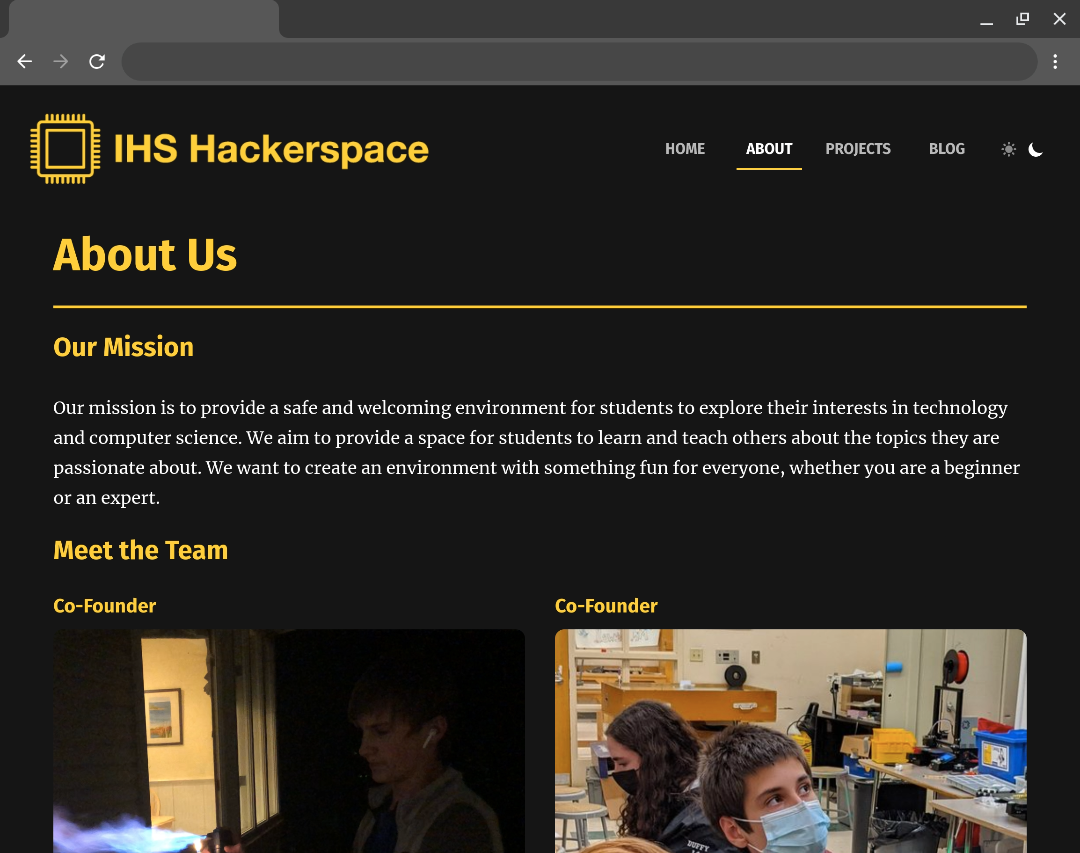 IHS Hackerspace
HOME ABOUT PROJECTS BLOG
About Us
Our Mission
Our mission is to provide a safe and welcoming environment for students to explore their interests in technology
and computer science. We aim to provide a space for students to learn and teach others about the topics they are
passionate about. We want to create an environment with something fun for everyone, whether you are a beginner
or an expert.
Meet the Team
Co-Founder
Co-Founder
DUFFY